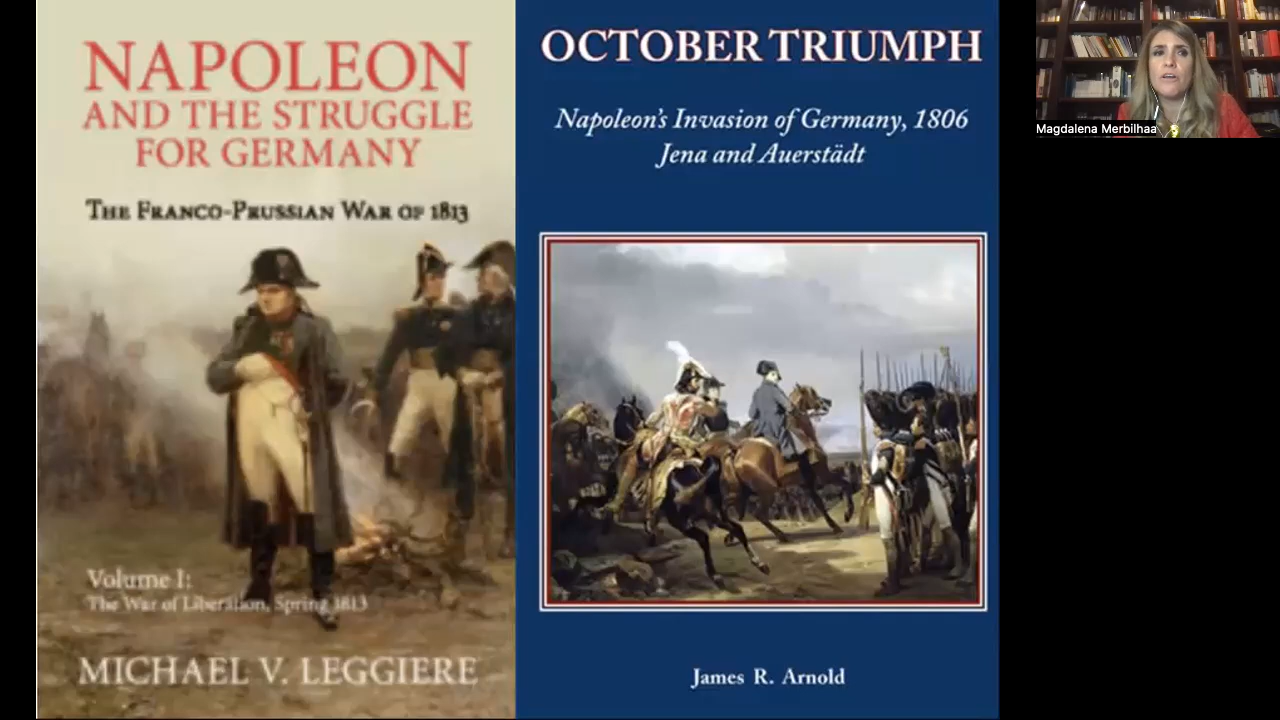 NAPOLEON
AND THE STRUGGLE
FOR GERMANY
THE FRANCO-PRUSSIAN WAR OF 1813
Volume I:
The War of Liberation, Spring 1813
MICHAEL V. LEGGIERE
OCTOBER TRIUMPH
Napoleon's Invasion of Germany, 1806
Jena and Auerstädt
James R. Arnold
Magdalena Merbilhaa